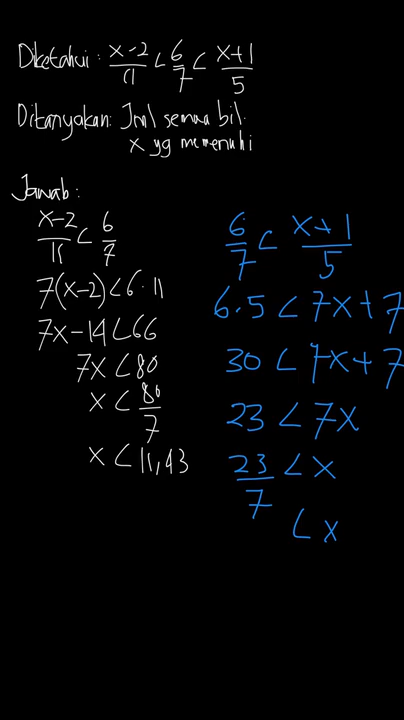 Diketahui: x-2/11 < 6/7 < x+1/5
Ditanyakan: Jml semua bil.
x yg memenuhi
Jawab:
x-2/11 < 6/7
7(x-2) < 6.11
7x-14 < 66
7x < 80
x < 80/7
x < 11,43
6/7 < x+1/5
6.5 < 7x+7
30 < 7x+7
23 < 7x
23/7 < x
< x